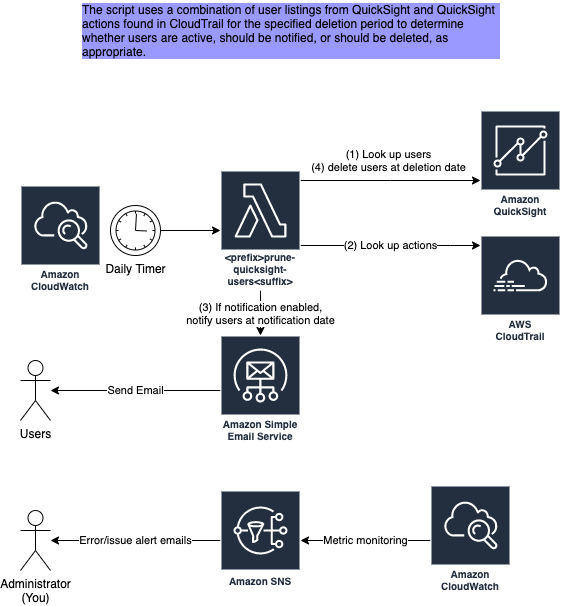 The script uses a combination of user listings from QuickSight and QuickSight
actions found in CloudTrail for the specified deletion period to determine
whether users are active, should be notified, or should be deleted, as
appropriate.
(1) Look up users
(4) delete users at deletion date
Amazon
QuickSight
Amazon
CloudWatch
Daily Timer
<prefix>prune-
quicksight-
users<suffix>
(2) Look up actions
AWS
CloudTrail
(3) If notification enabled,
notify users at notification date
Send Email
Users
Amazon Simple
Email Service
Error/issue alert emails
Administrator
(You)
Amazon SNS
Metric monitoring
Amazon
CloudWatch